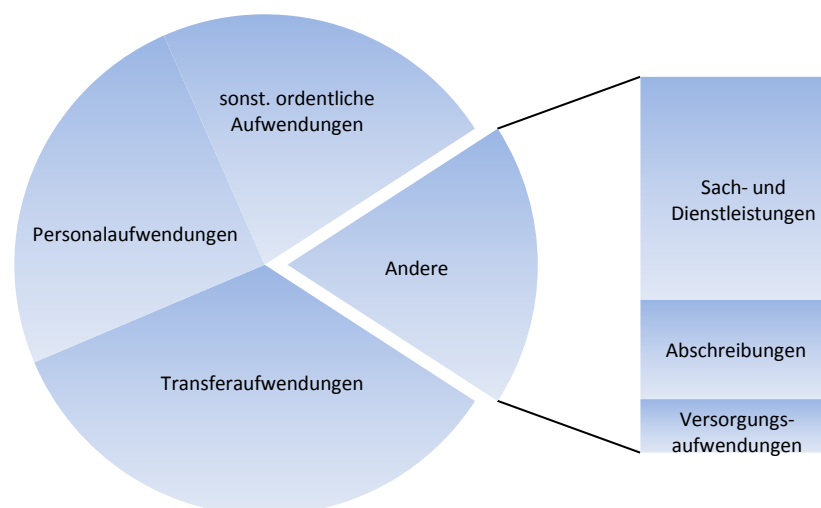 sonst. ordentliche
Aufwendungen
Personalaufwendungen
Andere
Transferaufwendungen
Sach- und
Dienstleistungen
Abschreibungen
Versorgungs-
aufwendungen